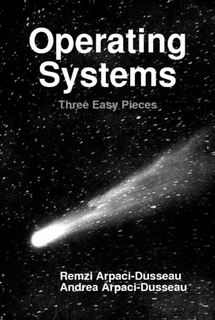 Operating
Systems
Three Easy Pieces
Remzi Arpaci-Dusseau
Andrea Arpaci-Dusseau